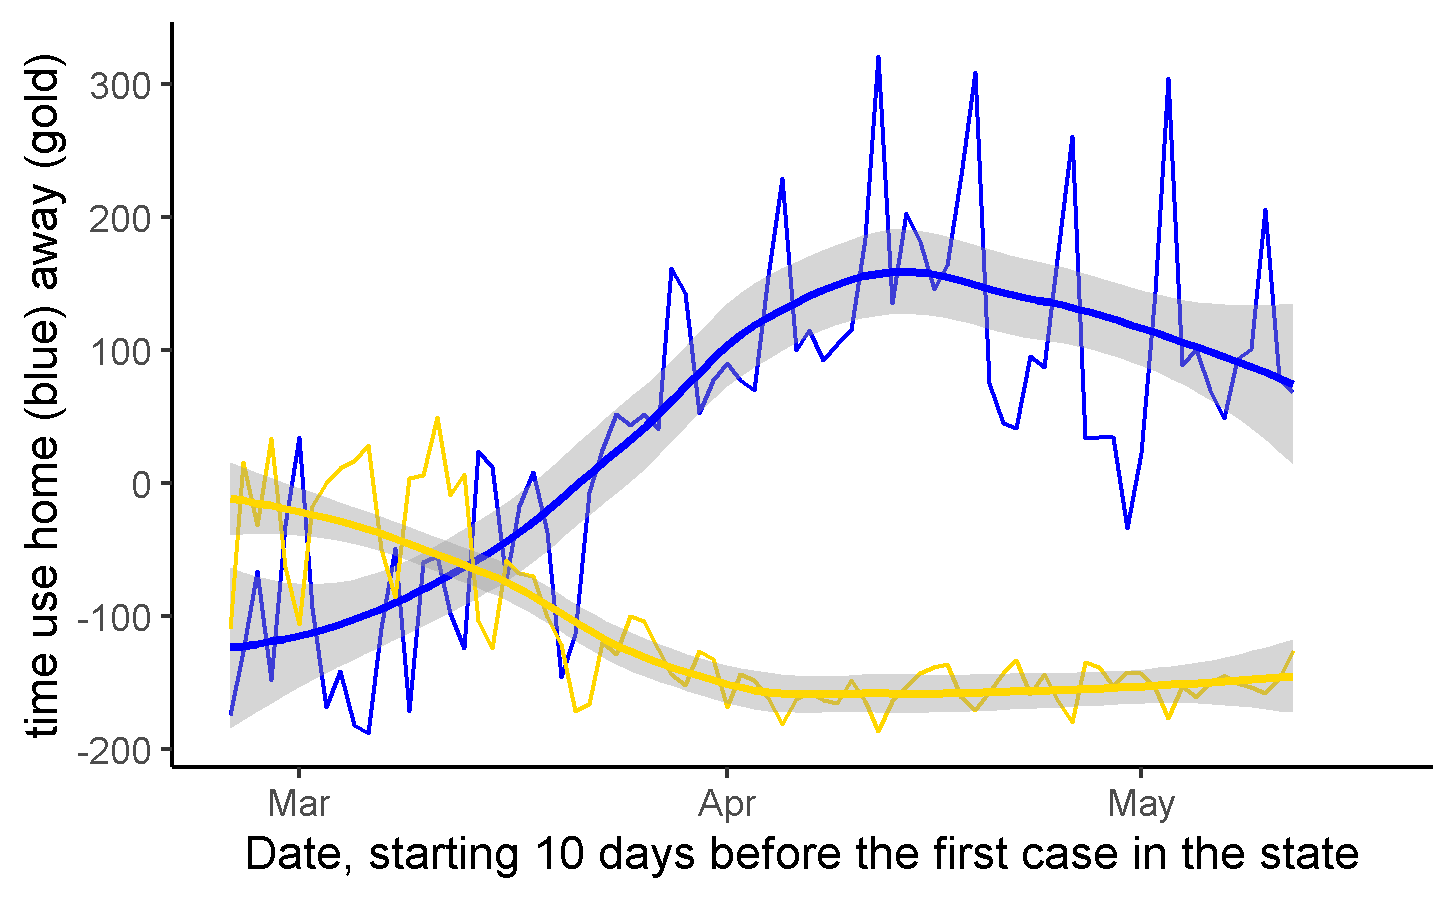 time use home (blue) away (gold)
300
200
100
0
-100
-200
Mar
Apr
May
Date, starting 10 days before the first case in the state